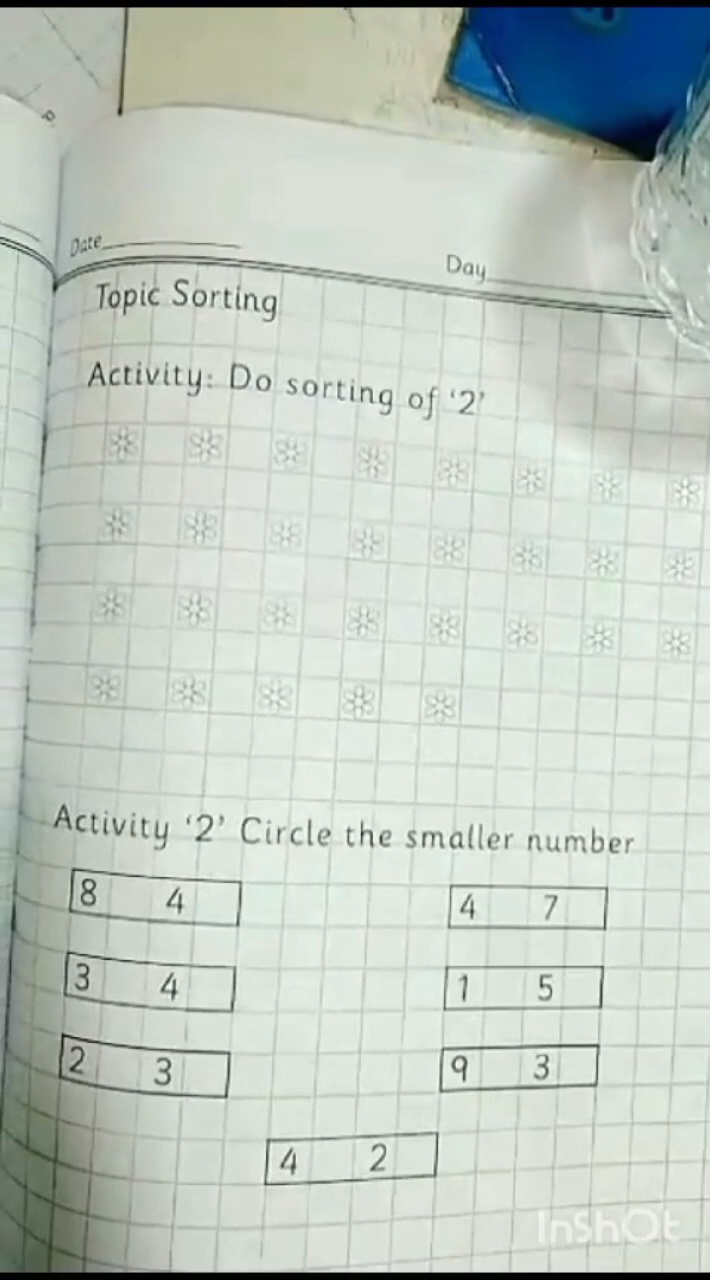 Date
Day
Topic Sorting
Activity: Do sorting of ‘2’
Activity ‘2’ Circle the smaller number
8 4
4 7
3 4
1 5
2 3
9 3
4 2
InShOt